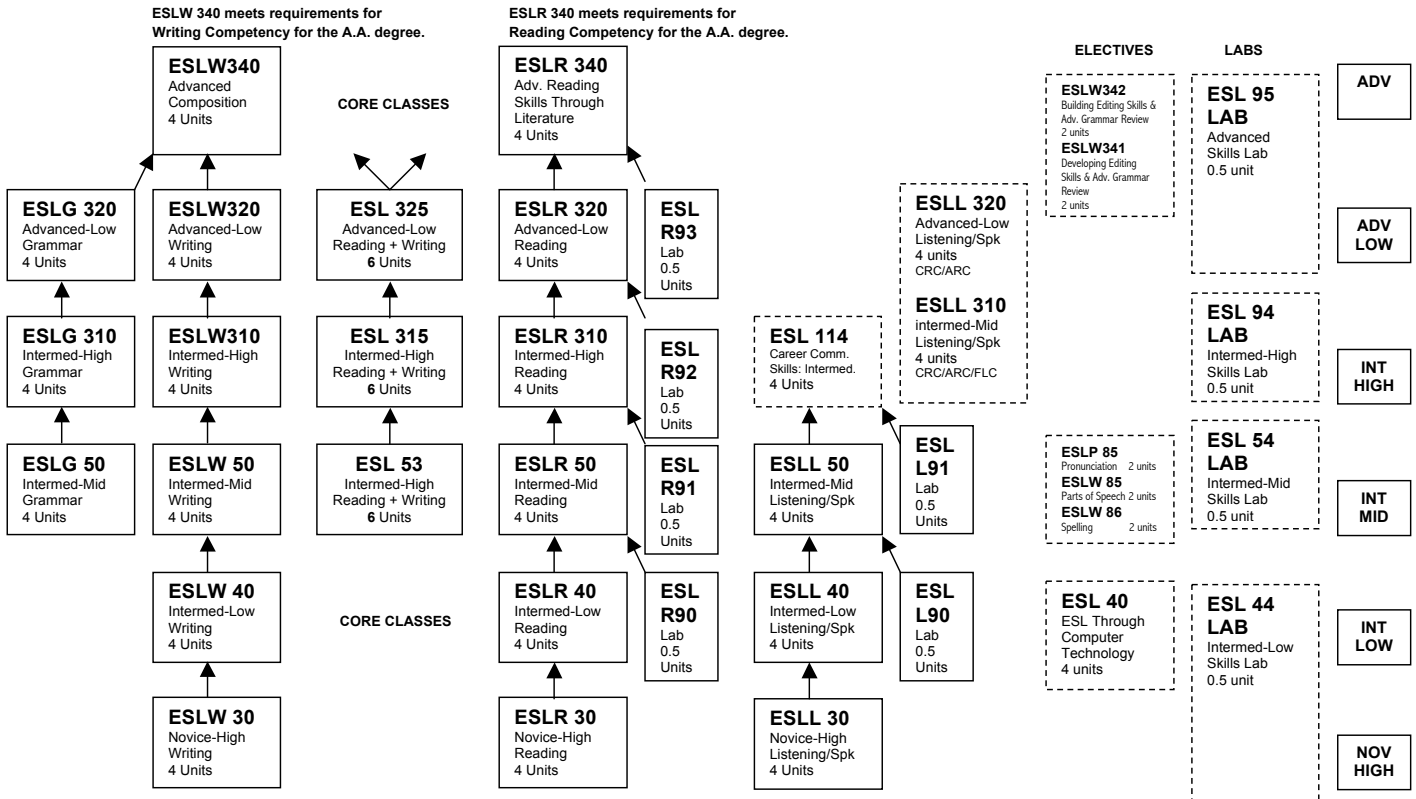 ESLW 340 meets requirements for
Writing Competency for the A.A. degree.
ESLR 340 meets requirements for
Reading Competency for the A.A. degree.
ESLW340
Advanced
Composition
4 Units
CORE CLASSES
ESLR 340
Adv. Reading
Skills Through
Literature
4 Units
ELECTIVES
LABS
ESLW342
Building Editing Skills &
Adv. Grammar Review
2 units
ESLW341
Developing Editing
Skills & Adv. Grammar
Review
2 units
ESL 95
LAB
Advanced
Skills Lab
0.5 unit
ADV
ESLG 320
Advanced-Low
Grammar
4 Units
ESLW320
Advanced-Low
Writing
4 Units
ESL 325
Advanced-Low
Reading + Writing
6 Units
ESLR 320
Advanced-Low
Reading
4 Units
ESL
R93
Lab
0.5
Units
ESLL 320
Advanced-Low
Listening/Spk
4 units
CRC/ARC
ESLL 310
intermed-Mid
Listening/Spk
4 units
CRC/ARC/FLC
ADV
LOW
ESLG 310
Intermed-High
Grammar
4 Units
ESLW310
Intermed-High
Writing
4 Units
ESL 315
Intermed-High
Reading + Writing
6 Units
ESLR 310
Intermed-High
Reading
4 Units
ESL
R92
Lab
0.5
Units
ESL 114
Career Comm.
Skills: Intermed.
4 Units
ESL 94
LAB
Intermed-High
Skills Lab
0.5 unit
INT
HIGH
ESLG 50
Intermed-Mid
Grammar
4 Units
ESLW 50
Intermed-Mid
Writing
4 Units
ESL 53
Intermed-High
Reading + Writing
6 Units
ESLR 50
Intermed-Mid
Reading
4 Units
ESL
R91
Lab
0.5
Units
ESLL 50
Intermed-Mid
Listening/Spk
4 Units
ESL
L91
Lab
0.5
Units
ESLP 85
Pronunciation 2 units
ESLW 85
Parts of Speech 2 units
ESLW 86
Spelling 2 units
ESL 54
LAB
Intermed-Mid
Skills Lab
0.5 unit
INT
MID
ESLW 40
Intermed-Low
Writing
4 Units
CORE CLASSES
ESLR 40
Intermed-Low
Reading
4 Units
ESL
R90
Lab
0.5
Units
ESLL 40
Intermed-Low
Listening/Spk
4 Units
ESL
L90
Lab
0.5
Units
ESL 40
ESL Through
Computer
Technology
4 units
ESL 44
LAB
Intermed-Low
Skills Lab
0.5 unit
INT
LOW
ESLW 30
Novice-High
Writing
4 Units
ESLR 30
Novice-High
Reading
4 Units
ESLL 30
Novice-High
Listening/Spk
4 Units
NOV
HIGH